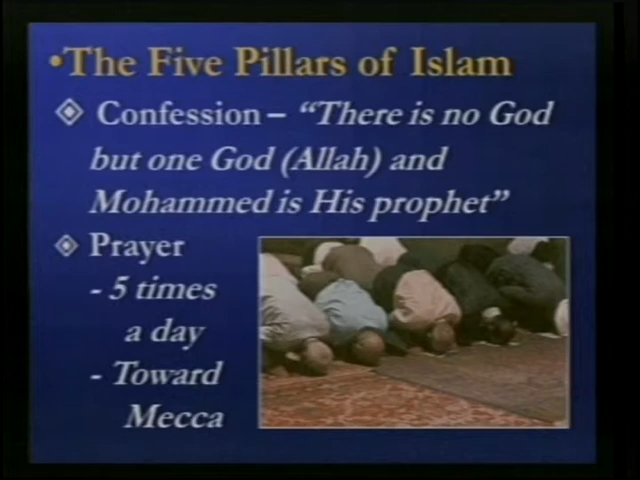 •The Five Pillars of Islam
Confession – “There is no God
but one God (Allah) and
Mohammed is His prophet”
Prayer
- 5 times
a day
- Toward
Mecca